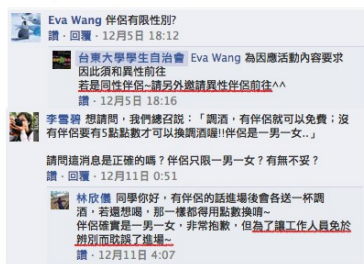 Eva Wang 伴侶有限性別?
讚・回覆・12月5日 18:12
台東大學學生自治會 Eva Wang 為因應活動內容要求
因此須和異性前往
若是同性伴侶~請另外邀請異性伴侶前往^^
讚・12月5日 18:16
李雪碧 想請問,我們總召說:「調酒,有伴侶就可以免費;沒
有伴侶要有5點點數才可以換調酒喔!!伴侶是一男一女..」
請問這消息是正確的嗎?伴侶只限一男一女?有無不妥?
讚・回覆・12月11日 0:51
林欣儀 同學你好,有伴侶的話進場後會各送一杯調
酒,若還想喝,那一樣都得用點數換唷~
伴侶確實是一男一女,非常抱歉,但為了讓工作人員免於
辨別而耽誤了進場~
讚・12月11日 4:07